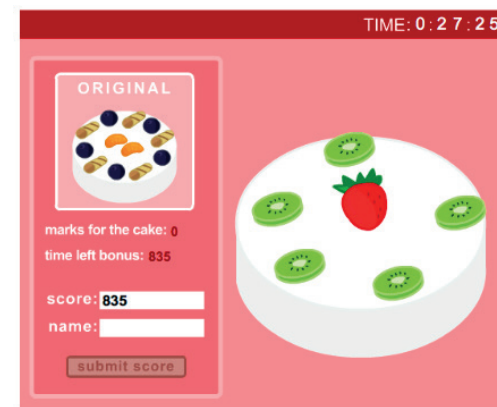 TIME: 0:27:25
ORIGINAL
marks for the cake: 0
time left bonus: 835
score: 835
name:
submit score